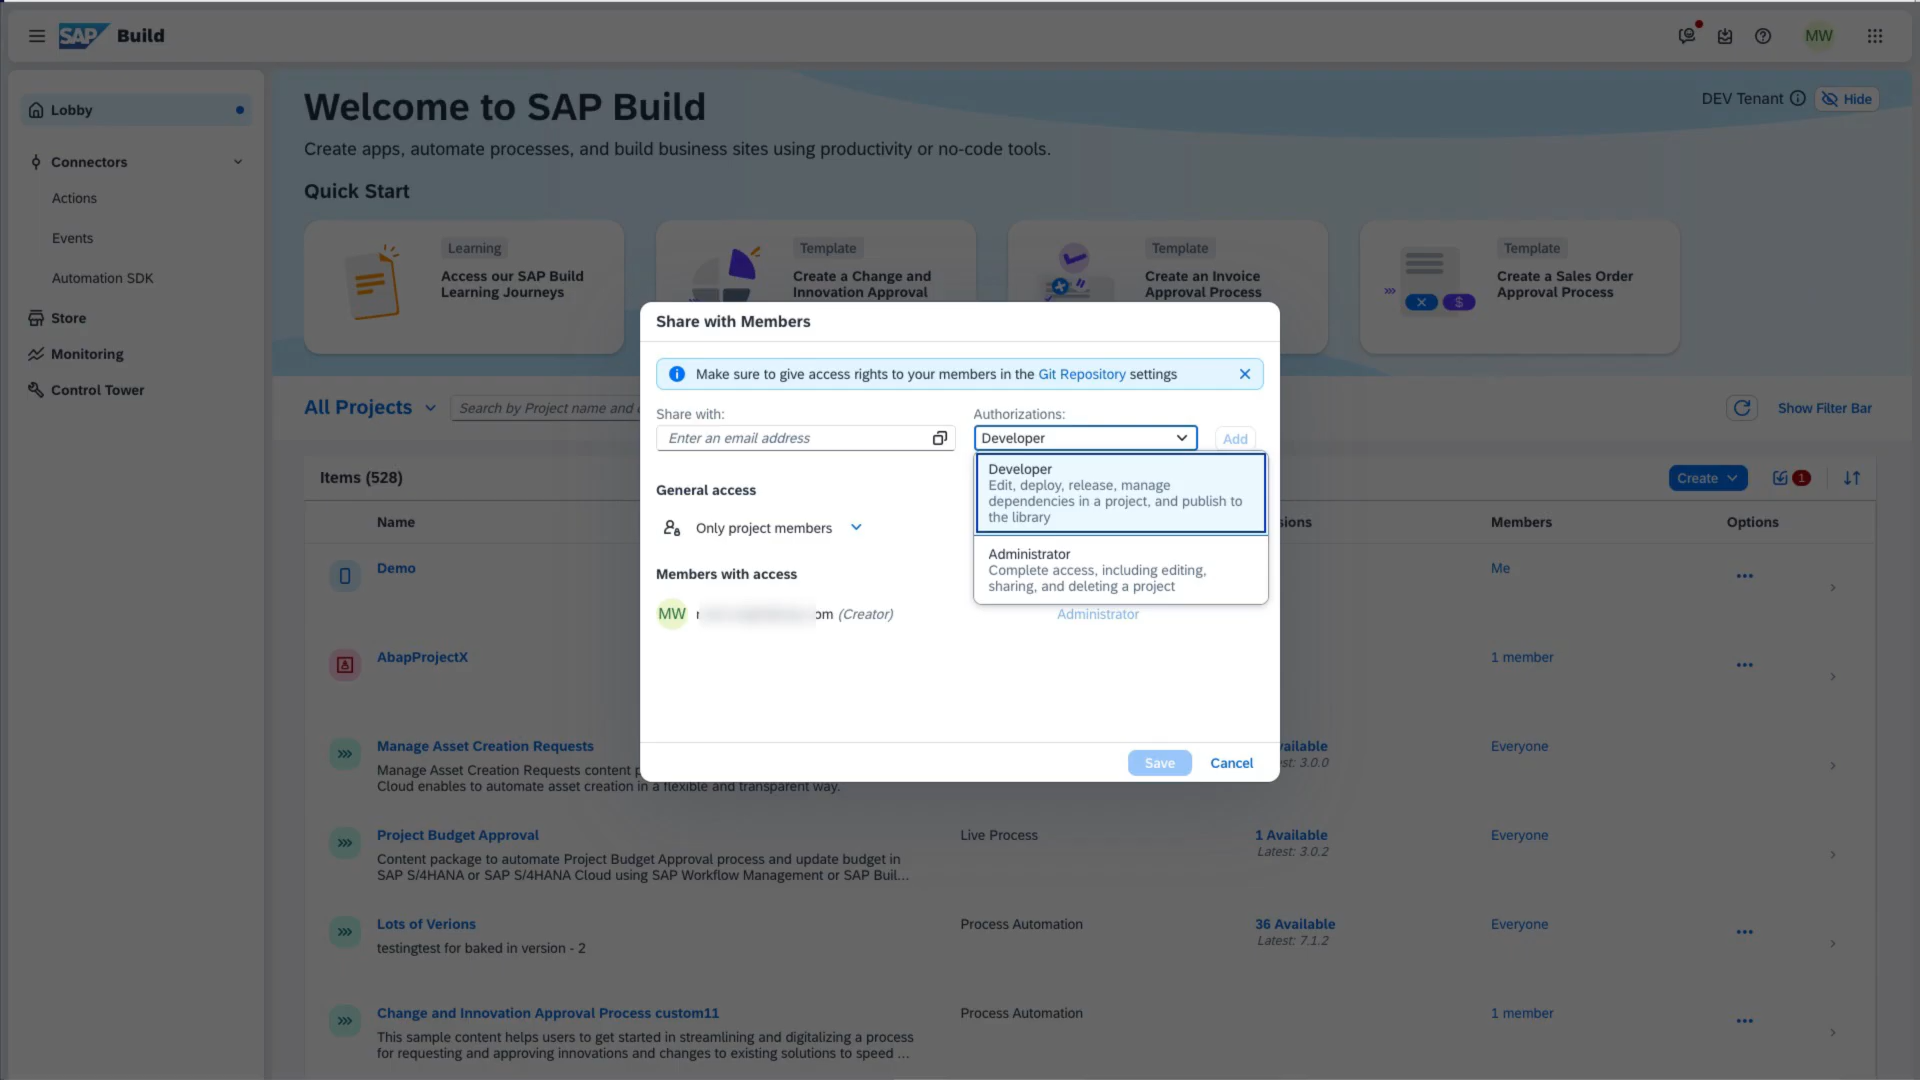 SAP Build
MW
Lobby
Connectors
Actions
Events
Automation SDK
Store
Monitoring
Control Tower
Welcome to SAP Build
DEV Tenant
Hide
Create apps, automate processes, and build business sites using productivity or no-code tools.
Quick Start
Learning
Access our SAP Build
Learning Journeys
Template
Create a Change and
Innovation Approval
Template
Create an Invoice
Approval Process
Template
Create a Sales Order
Approval Process
All Projects
Search by Project name and
Show Filter Bar
Share with Members
Make sure to give access rights to your members in the Git Repository settings
Share with:
Enter an email address
Authorizations:
Developer
Add
Developer
Edit, deploy, release, manage
dependencies in a project, and publish to
the library
Administrator
Complete access, including editing,
sharing, and deleting a project
General access
Only project members
Members with access
MW
om (Creator)
Administrator
Save
Cancel
Items (528)
Create
1
Name
sions
Members
Options
Demo
Me
AbapProjectX
1 member
Manage Asset Creation Requests
Manage Asset Creation Requests content p
Cloud enables to automate asset creation in a flexible and transparent way.
vailable
est: 3.0.0
Everyone
Project Budget Approval
Content package to automate Project Budget Approval process and update budget in
SAP S/4HANA or SAP S/4HANA Cloud using SAP Workflow Management or SAP Buil...
Live Process
1 Available
Latest: 3.0.2
Everyone
Lots of Verions
testingtest for baked in version - 2
Process Automation
36 Available
Latest: 7.1.2
Everyone
Change and Innovation Approval Process custom11
This sample content helps users to get started in streamlining and digitalizing a process
for requesting and approving innovations and changes to existing solutions to speed ...
Process Automation
1 member